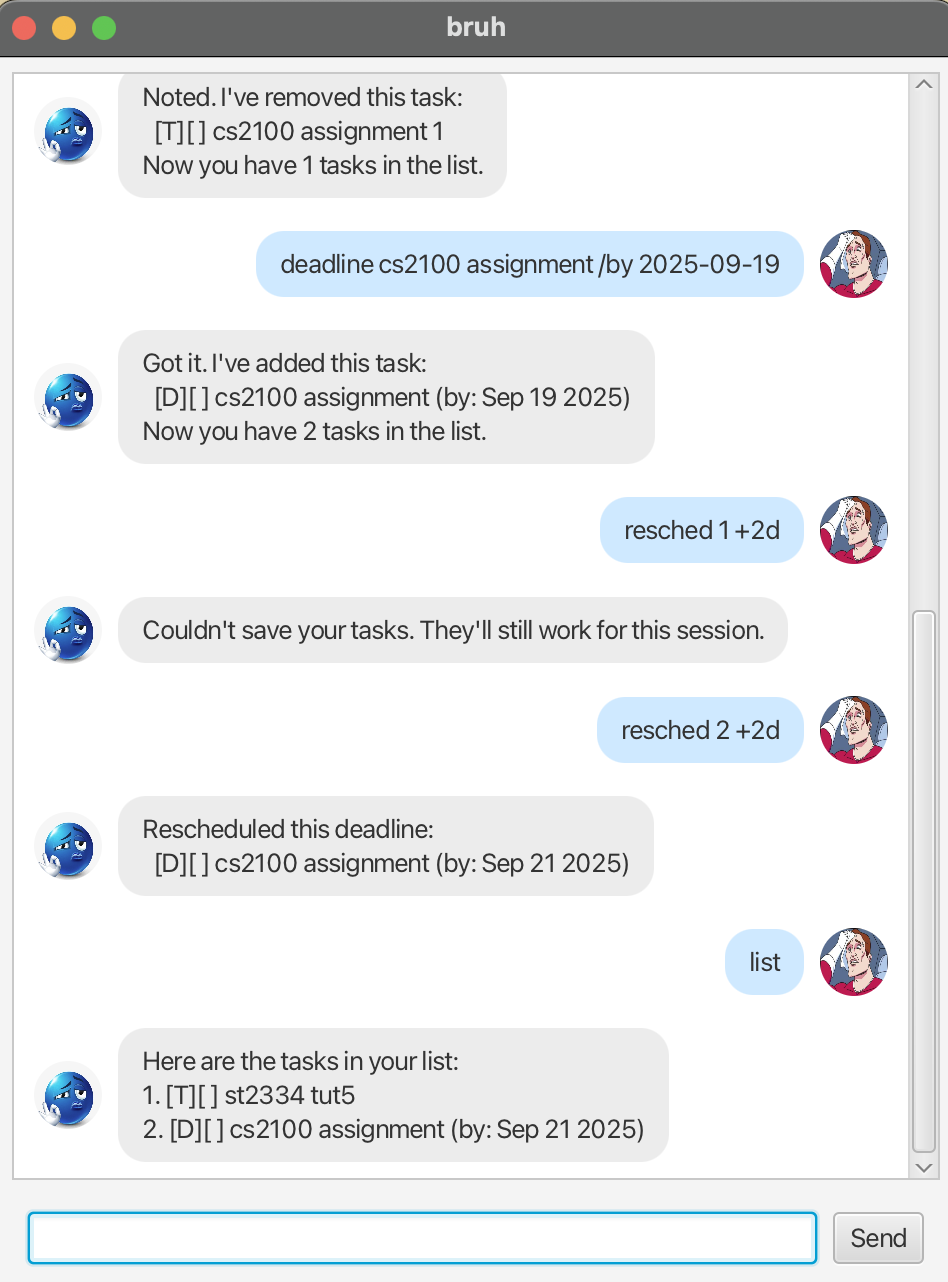 bruh
Noted. I've removed this task:
[T][ ] cs2100 assignment 1
Now you have 1 tasks in the list.
deadline cs2100 assignment /by 2025-09-19
Got it. I've added this task:
[D][ ] cs2100 assignment (by: Sep 19 2025)
Now you have 2 tasks in the list.
resched 1 +2d
Couldn't save your tasks. They'll still work for this session.
resched 2 +2d
Rescheduled this deadline:
[D][ ] cs2100 assignment (by: Sep 21 2025)
list
Here are the tasks in your list:
1. [T][ ] st2334 tut5
2. [D][ ] cs2100 assignment (by: Sep 21 2025)
Send